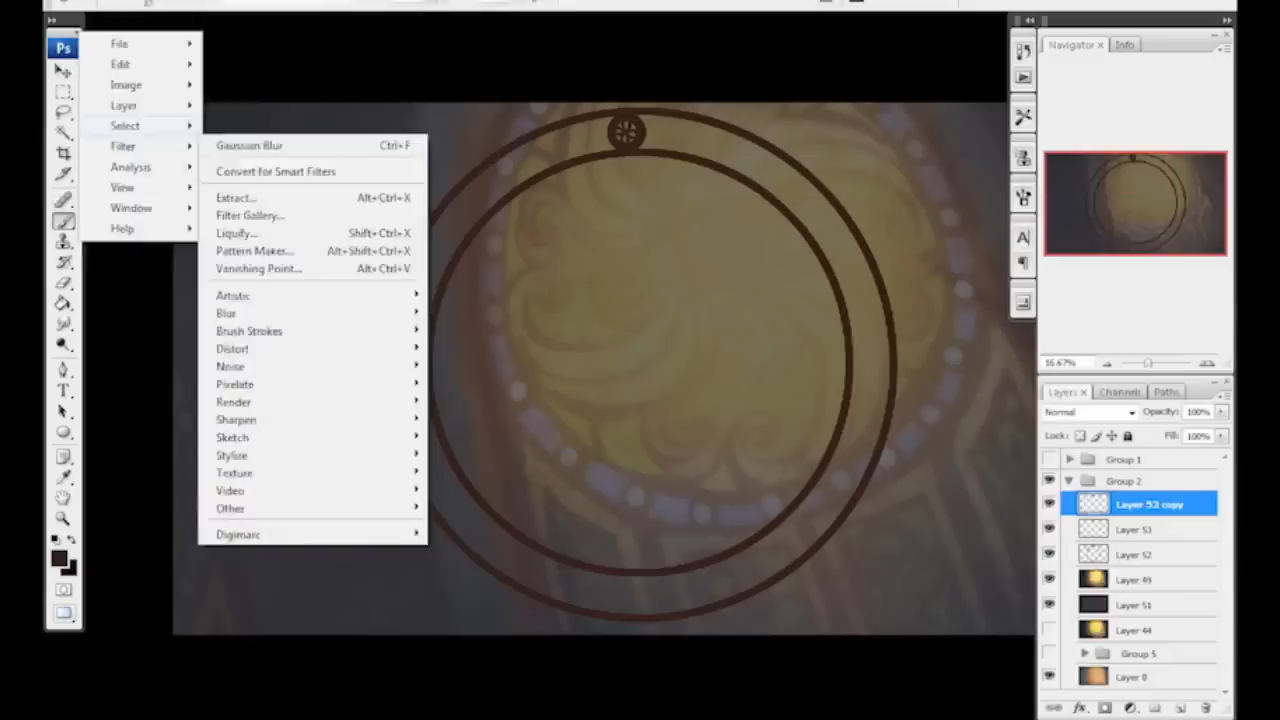 Ps
File
Edit
Image
Layer
Select
Filter
Analysis
View
Window
Help
Gaussian Blur Ctrl+F
Convert for Smart Filters
Extract... Alt+Ctrl+X
Filter Gallery...
Liquify... Shift+Ctrl+X
Pattern Maker... Alt+Shift+Ctrl+X
Vanishing Point... Alt+Ctrl+V
Artistic
Blur
Brush Strokes
Distort
Noise
Pixelate
Render
Sharpen
Sketch
Stylize
Texture
Video
Other
Digimarc
Navigator × Info
16.67%
Layers × Channels Paths
Normal Opacity: 100%
Lock: Fill: 100%
Group 1
Group 2
Layer 53 copy
Layer 53
Layer 52
Layer 49
Layer 51
Layer 44
Group 5
Layer 0